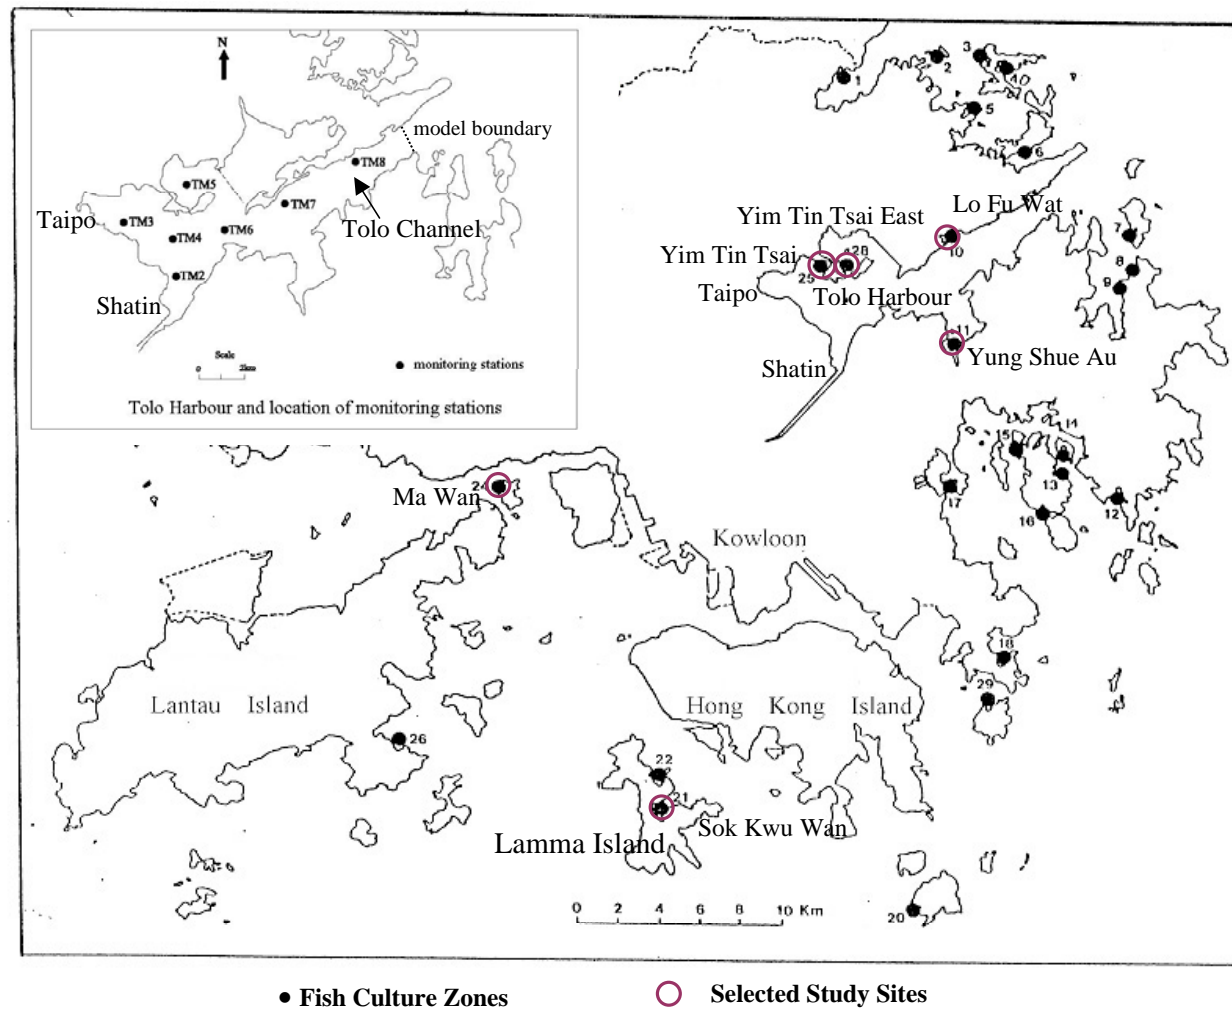 N
model boundary
TM8
TM5
TM7
Taipo
TM3
TM6
Tolo Channel
TM4
TM2
Shatin
Scale
0
2km
monitoring stations
Tolo Harbour and location of monitoring stations
1
2
3
5
6
Lo Fu Wat
Yim Tin Tsai East
10
7
Yim Tin Tsai
28
8
25
Taipo
Tolo Harbour
9
11
Yung Shue Au
Shatin
14
15
13
12
17
16
24
Ma Wan
Kowloon
18
29
Lantau Island
Hong Kong Island
26
22
21
Sok Kwu Wan
Lamma Island
0 2 4 6 8 10 Km
20
Fish Culture Zones
Selected Study Sites